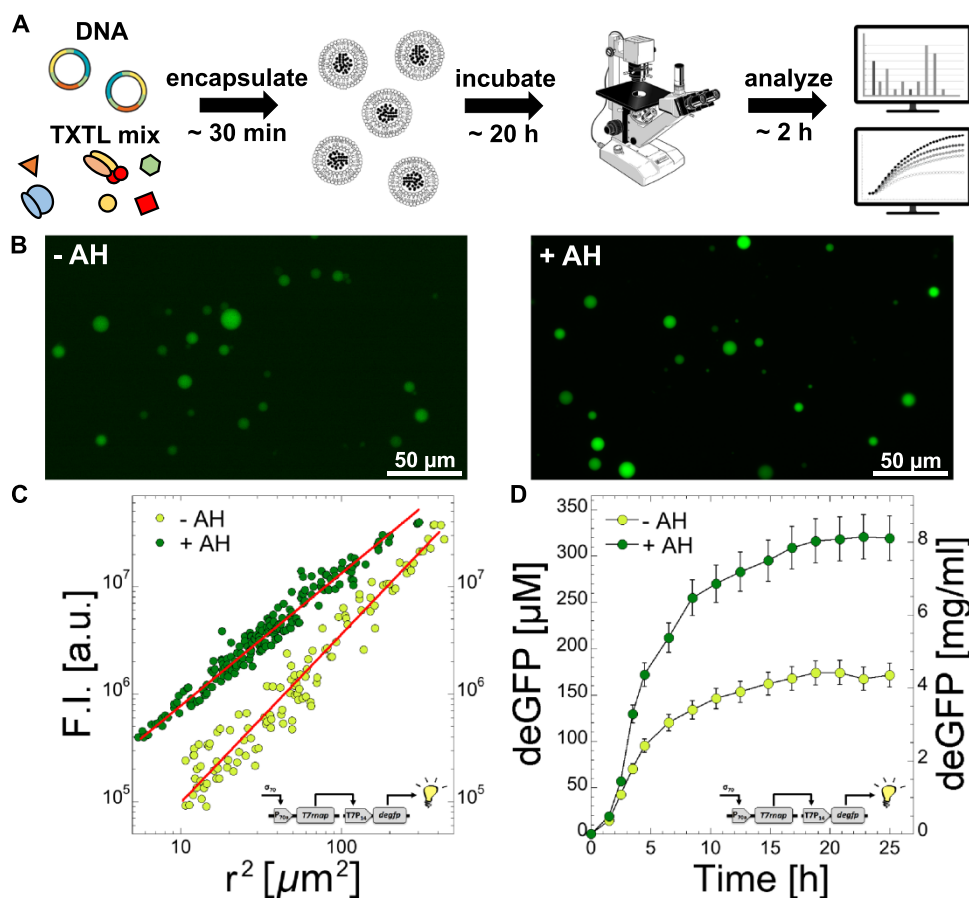 A
DNA
TXTL mix
encapsulate
~ 30 min
incubate
~ 20 h
analyze
~ 2 h
B
- AH
50 µm
+ AH
50 µm
C
- AH
+ AH
F.I. [a.u.]
10⁷
10⁶
10⁵
10⁷
10⁶
10⁵
10
100
r² [µm²]
σ₇₀
P₇₀ₐ
T7rnap
T7P₁₄
degfp
D
- AH
+ AH
deGFP [µM]
350
300
250
200
150
100
50
0
deGFP [mg/ml]
8
6
4
2
0
0
5
10
15
20
25
Time [h]
σ₇₀
P₇₀ₐ
T7rnap
T7P₁₄
degfp